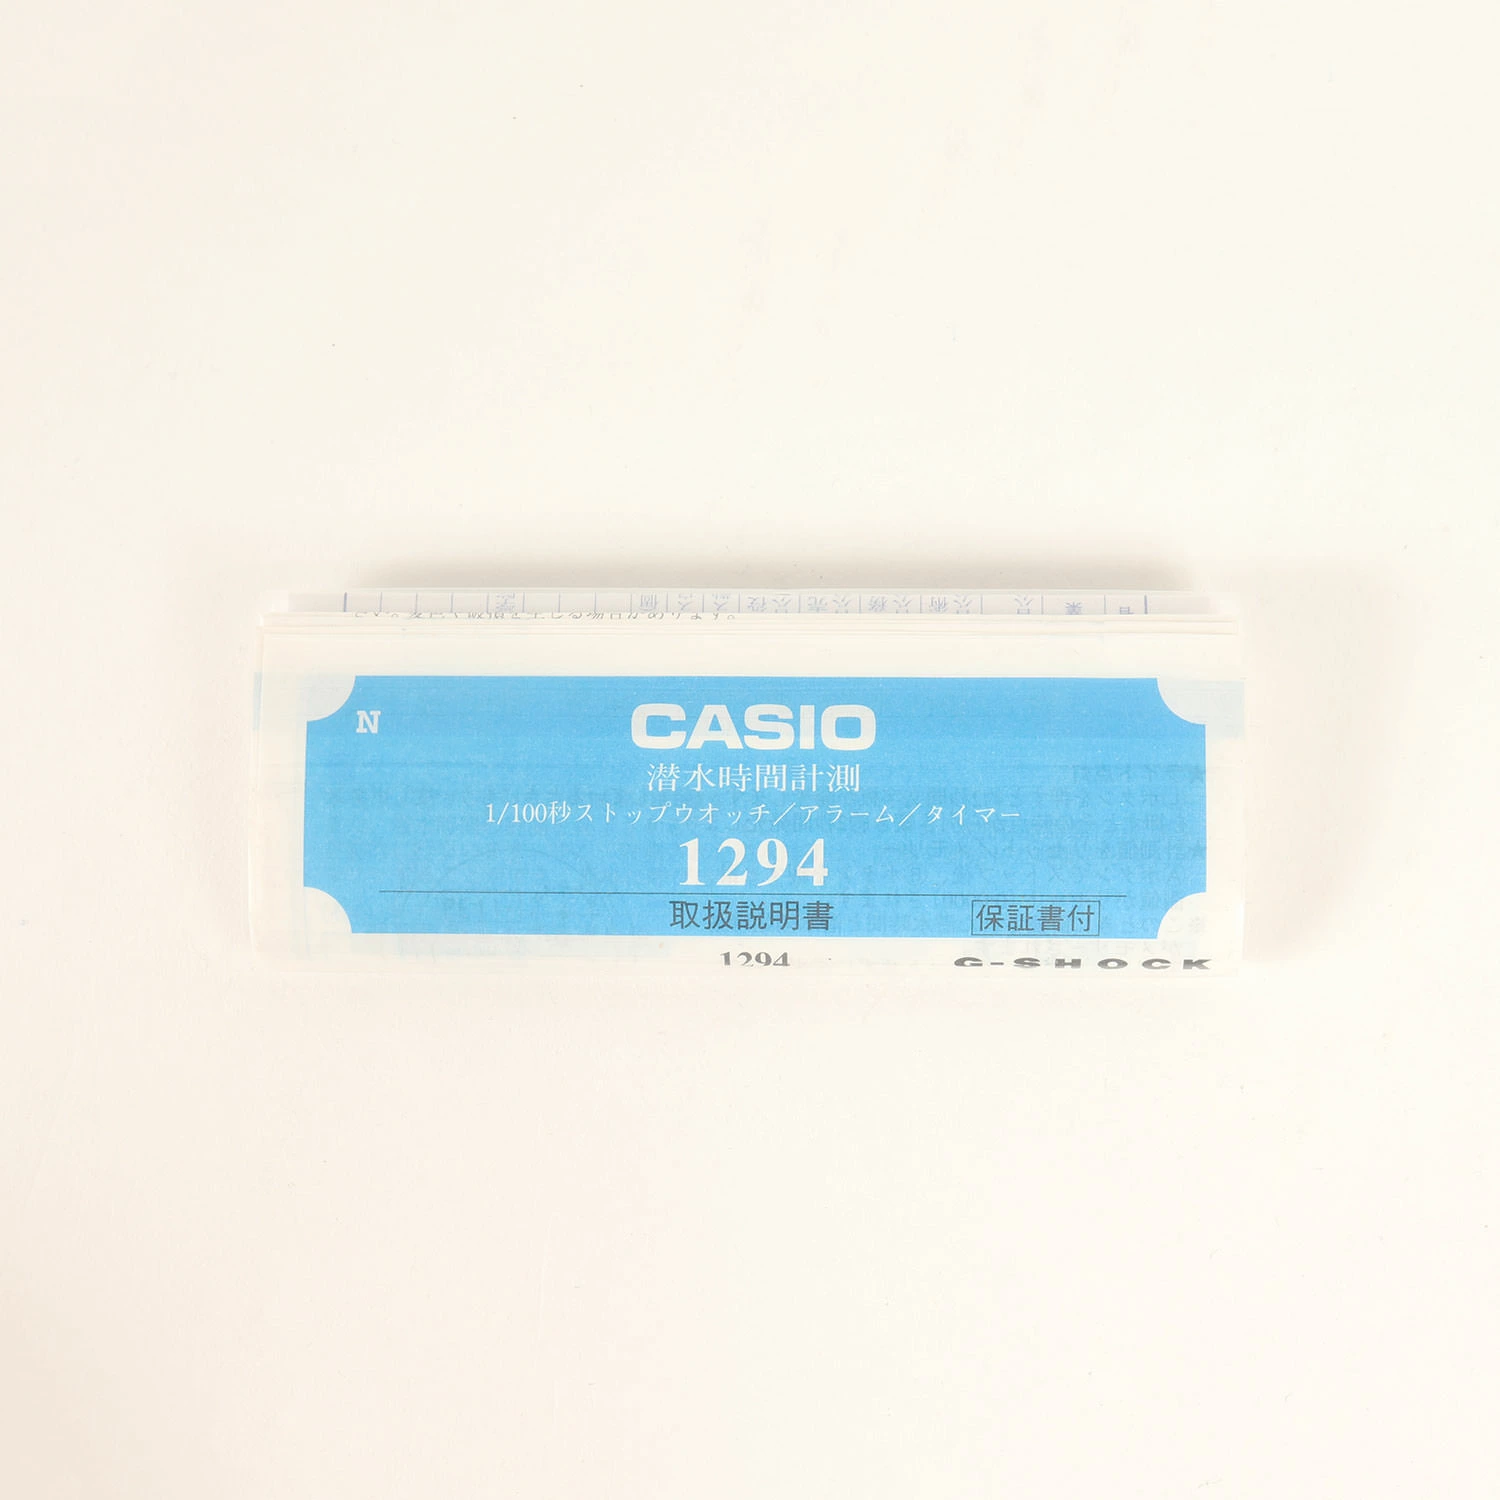 N
CASIO
潜水時間計測
1/100秒ストップウオッチ／アラーム／タイマー
1294
取扱説明書
保証書付
1294
G-SHOCK